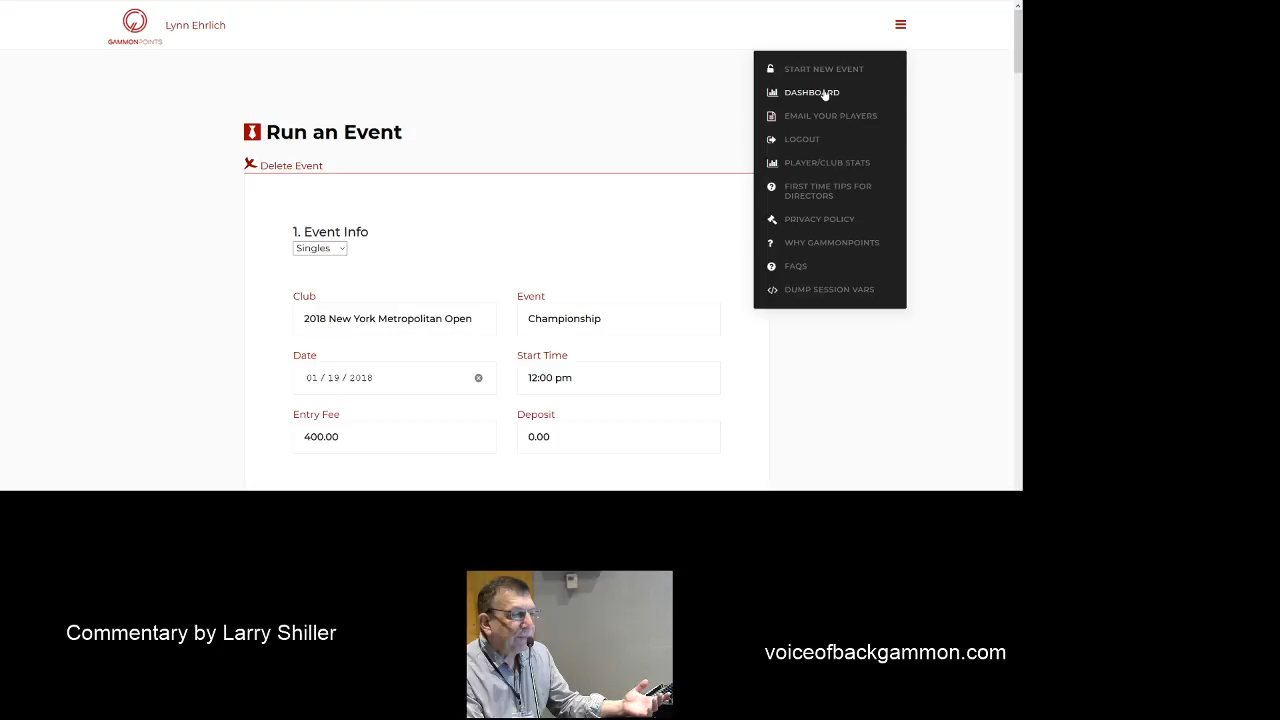 GAMMONPOINTS
Lynn Ehrlich
START NEW EVENT
DASHBOARD
EMAIL YOUR PLAYERS
LOGOUT
PLAYER/CLUB STATS
FIRST TIME TIPS FOR
DIRECTORS
PRIVACY POLICY
WHY GAMMONPOINTS
FAQS
DUMP SESSION VARS
Run an Event
Delete Event
1. Event Info
Singles
Club
Event
2018 New York Metropolitan Open
Championship
Date
Start Time
01 / 19 / 2018
12:00 pm
Entry Fee
Deposit
400.00
0.00
Commentary by Larry Shiller
voiceofbackgammon.com